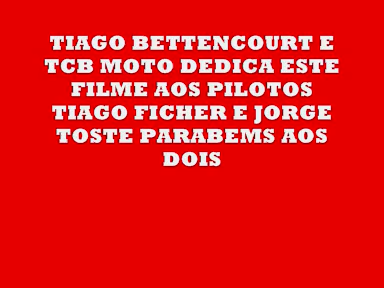 TIAGO BETTENCOURT E
TCB MOTO DEDICA ESTE
FILME AOS PILOTOS
TIAGO FICHER E JORGE
TOSTE PARABEMS AOS
DOIS